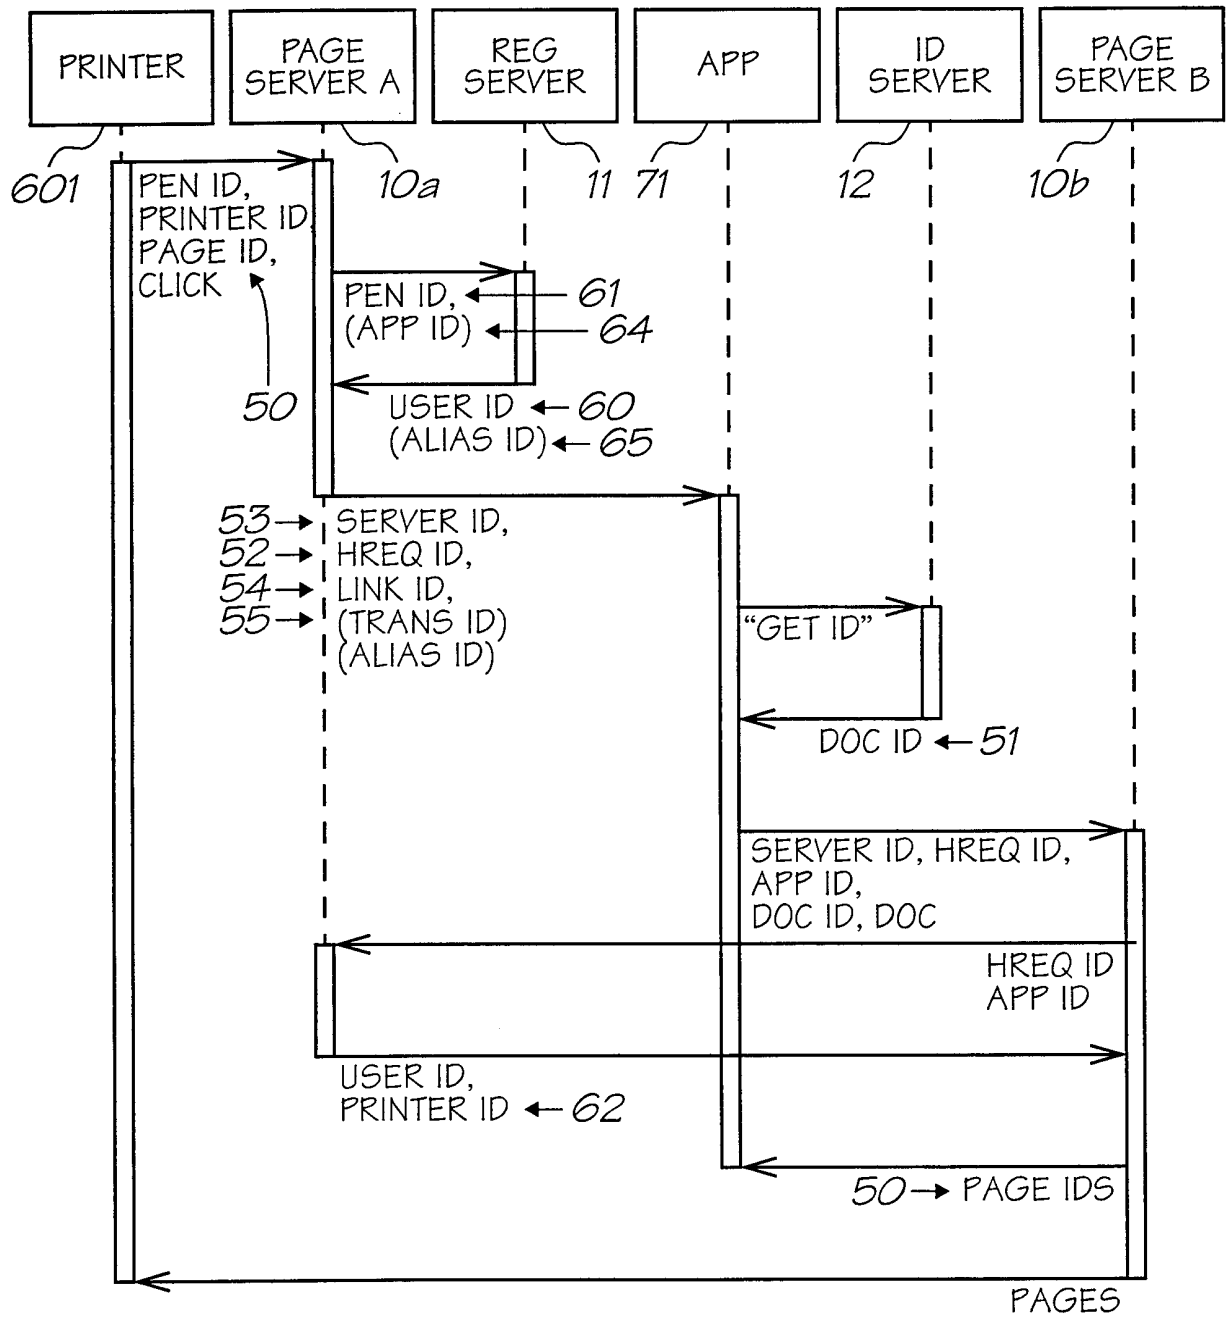 PRINTER
PAGE
SERVER A
REG
SERVER
APP
ID
SERVER
PAGE
SERVER B
601
10a
11
71
12
10b
PEN ID,
PRINTER ID,
PAGE ID,
CLICK
50
PEN ID, 61
(APP ID) 64
USER ID 60
(ALIAS ID) 65
53 SERVER ID,
52 HREQ ID,
54 LINK ID,
55 (TRANS ID)
(ALIAS ID)
"GET ID"
DOC ID 51
SERVER ID, HREQ ID,
APP ID,
DOC ID, DOC
HREQ ID
APP ID
USER ID,
PRINTER ID 62
50 PAGE IDS
PAGES